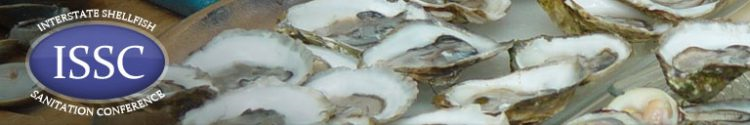 INTERSTATE SHELLFISH
ISSC
SANITATION CONFERENCE